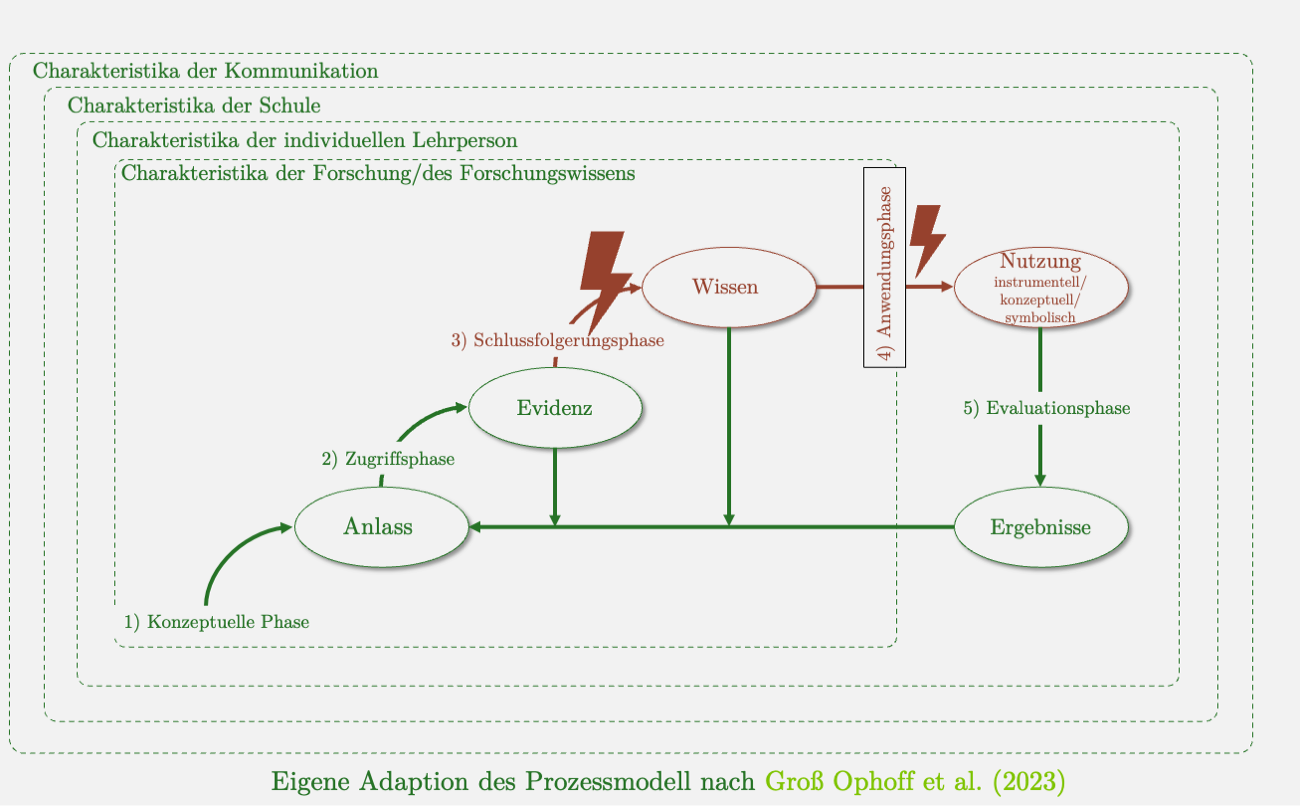 Charakteristika der Kommunikation
Charakteristika der Schule
Charakteristika der individuellen Lehrperson
Charakteristika der Forschung/des Forschungswissens
4) Anwendungsphase
Wissen
Nutzung
instrumentell/
konzeptuell/
symbolisch
3) Schlussfolgerungsphase
Evidenz
5) Evaluationsphase
2) Zugriffsphase
Anlass
Ergebnisse
1) Konzeptuelle Phase
Eigene Adaption des Prozessmodell nach Groß Ophoff et al. (2023)